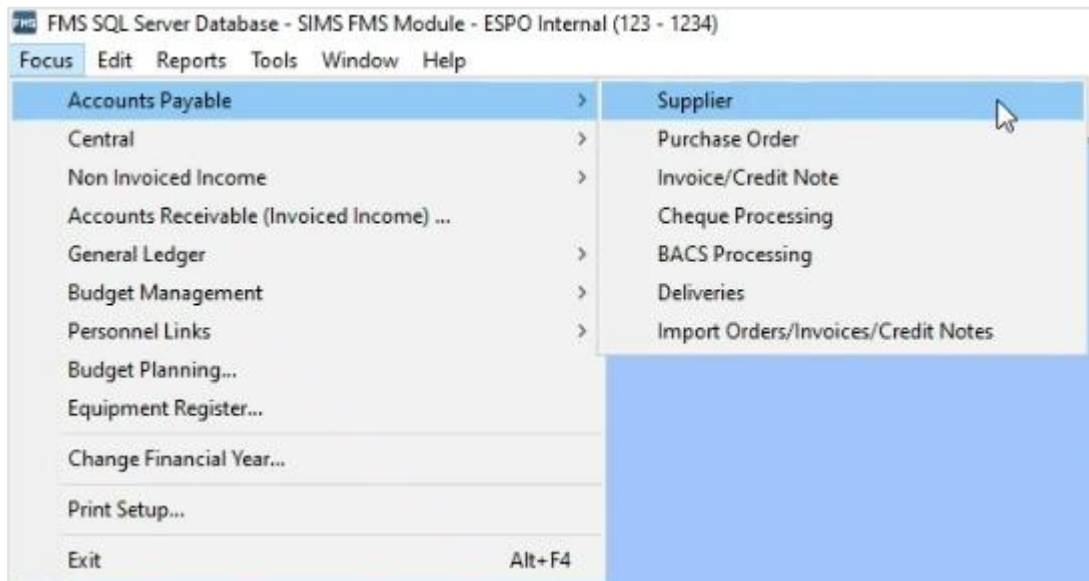 FMS FMS SQL Server Database - SIMS FMS Module - ESPO Internal (123 - 1234)
Focus Edit Reports Tools Window Help
Accounts Payable > Supplier
Central > Purchase Order
Non Invoiced Income > Invoice/Credit Note
Accounts Receivable (Invoiced Income) ... Cheque Processing
General Ledger > BACS Processing
Budget Management > Deliveries
Personnel Links > Import Orders/Invoices/Credit Notes
Budget Planning...
Equipment Register...
Change Financial Year...
Print Setup...
Exit Alt+F4